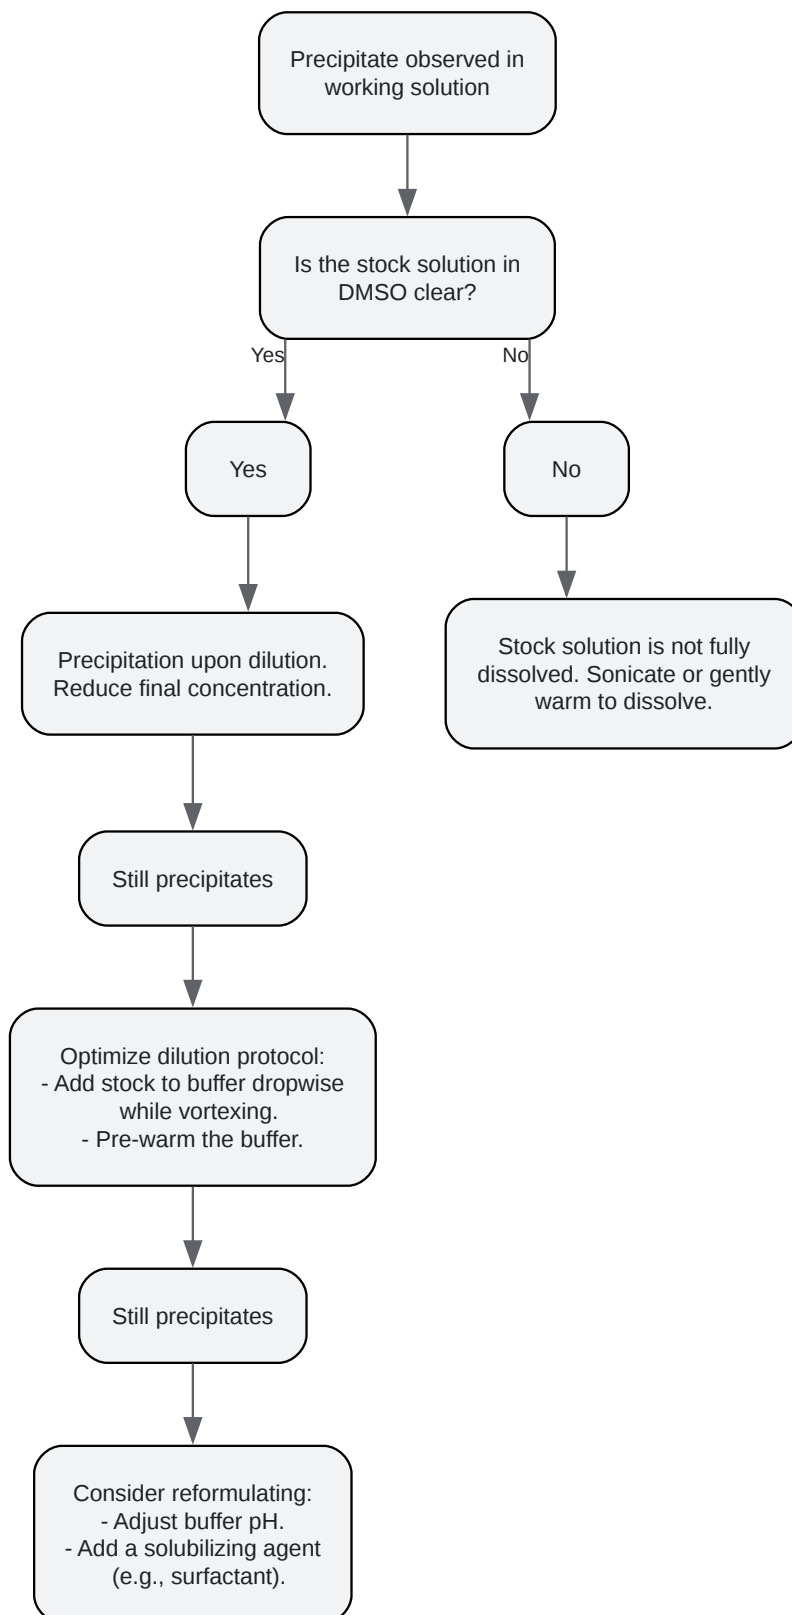 Precipitate observed in
working solution
Is the stock solution in
DMSO clear?
Yes
No
Yes
No
Precipitation upon dilution.
Reduce final concentration.
Stock solution is not fully
dissolved. Sonicate or gently
warm to dissolve.
Still precipitates
Optimize dilution protocol:
- Add stock to buffer dropwise
while vortexing.
- Pre-warm the buffer.
Still precipitates
Consider reformulating:
- Adjust buffer pH.
- Add a solubilizing agent
(e.g., surfactant).